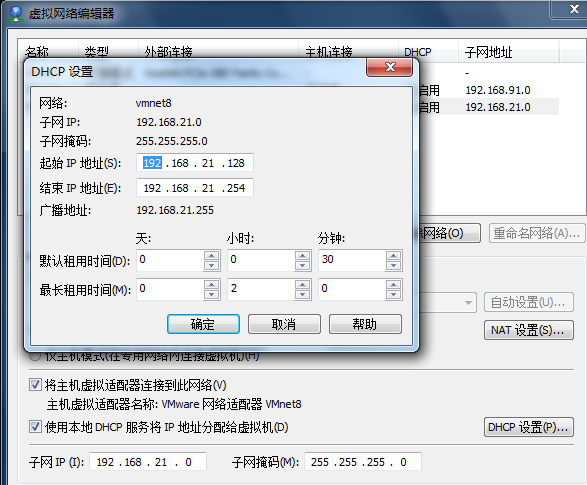 虚拟网络编辑器
名称 类型 外部连接 主机连接 DHCP 子网地址
-
启用 192.168.91.0
启用 192.168.21.0
DHCP 设置
网络: vmnet8
子网 IP: 192.168.21.0
子网掩码: 255.255.255.0
起始 IP 地址(S): 192 . 168 . 21 . 128
结束 IP 地址(E): 192 . 168 . 21 . 254
广播地址: 192.168.21.255
天: 小时: 分钟:
默认租用时间(D): 0 0 30
最长租用时间(M): 0 2 0
确定 取消 帮助
网络(O) 重命名网络(A)...
自动设置(U)...
NAT 设置(S)...
仅主机模式(在专用网络内连接虚拟机)(H)
将主机虚拟适配器连接到此网络(V)
主机虚拟适配器名称: VMware 网络适配器 VMnet8
使用本地 DHCP 服务将 IP 地址分配给虚拟机(D)
DHCP 设置(P)...
子网 IP (I): 192 . 168 . 21 . 0 子网掩码(M): 255 . 255 . 255 . 0